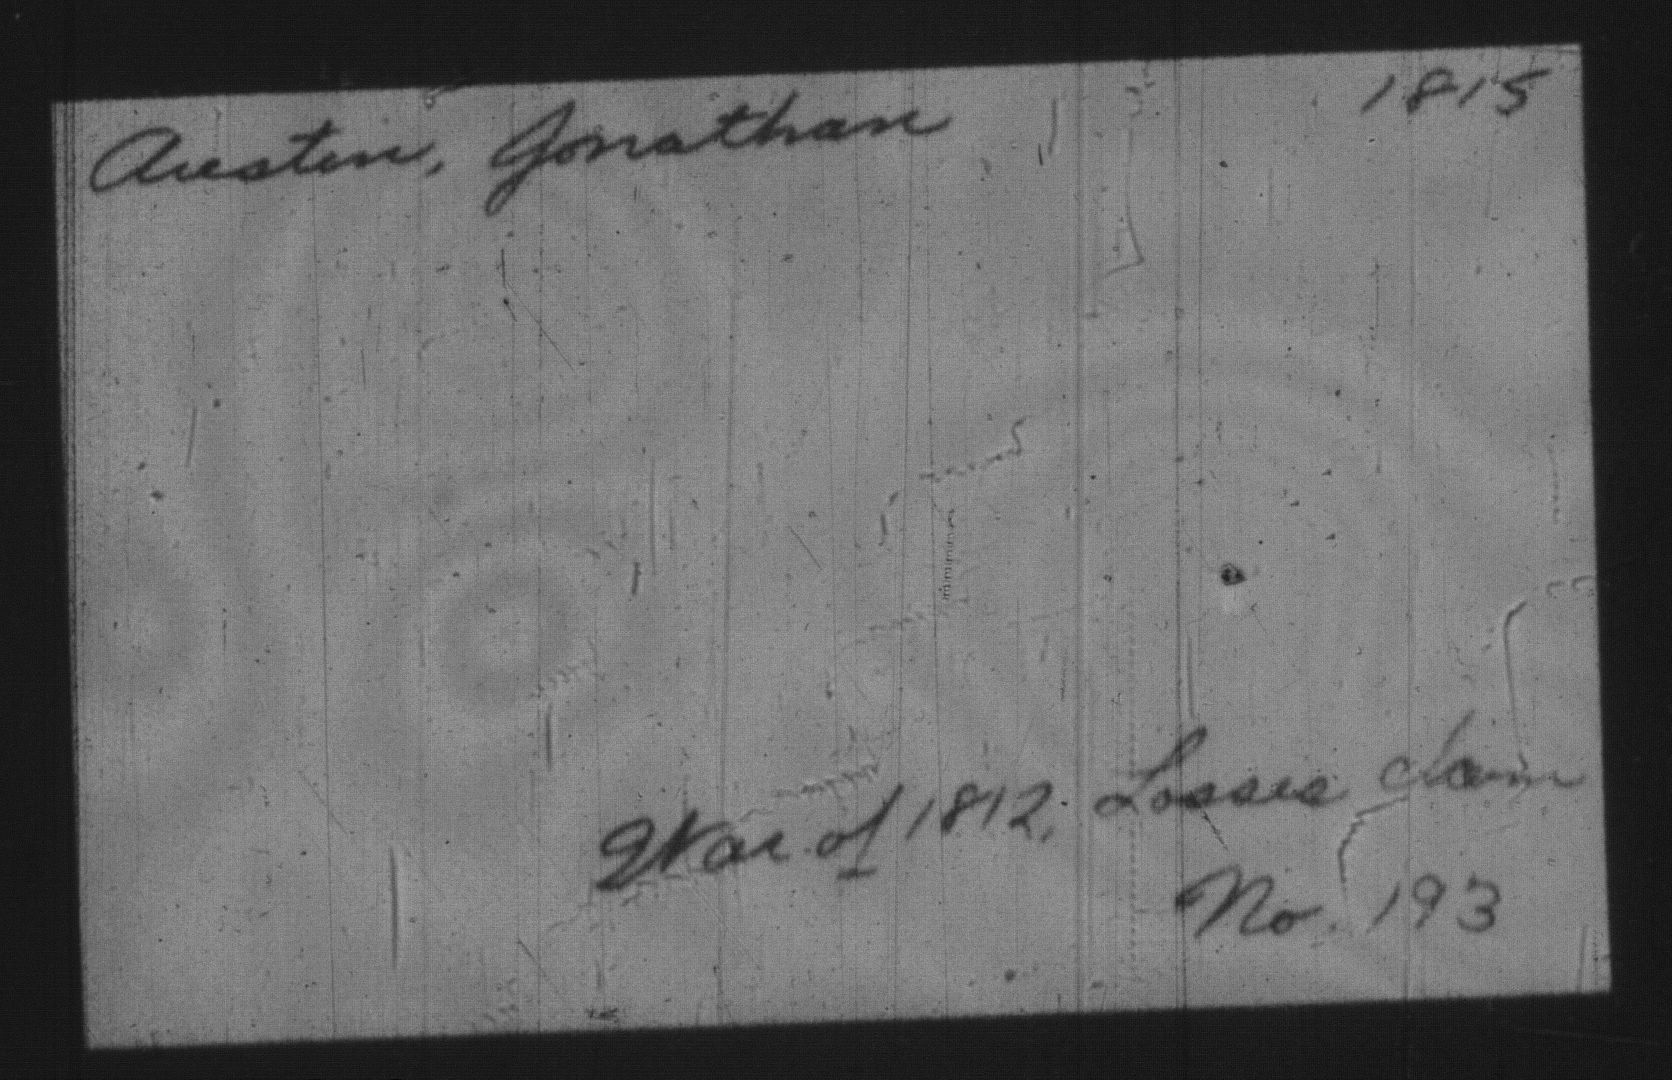 Austin, Jonathan 1815
War of 1812, Losses claim
No. 193